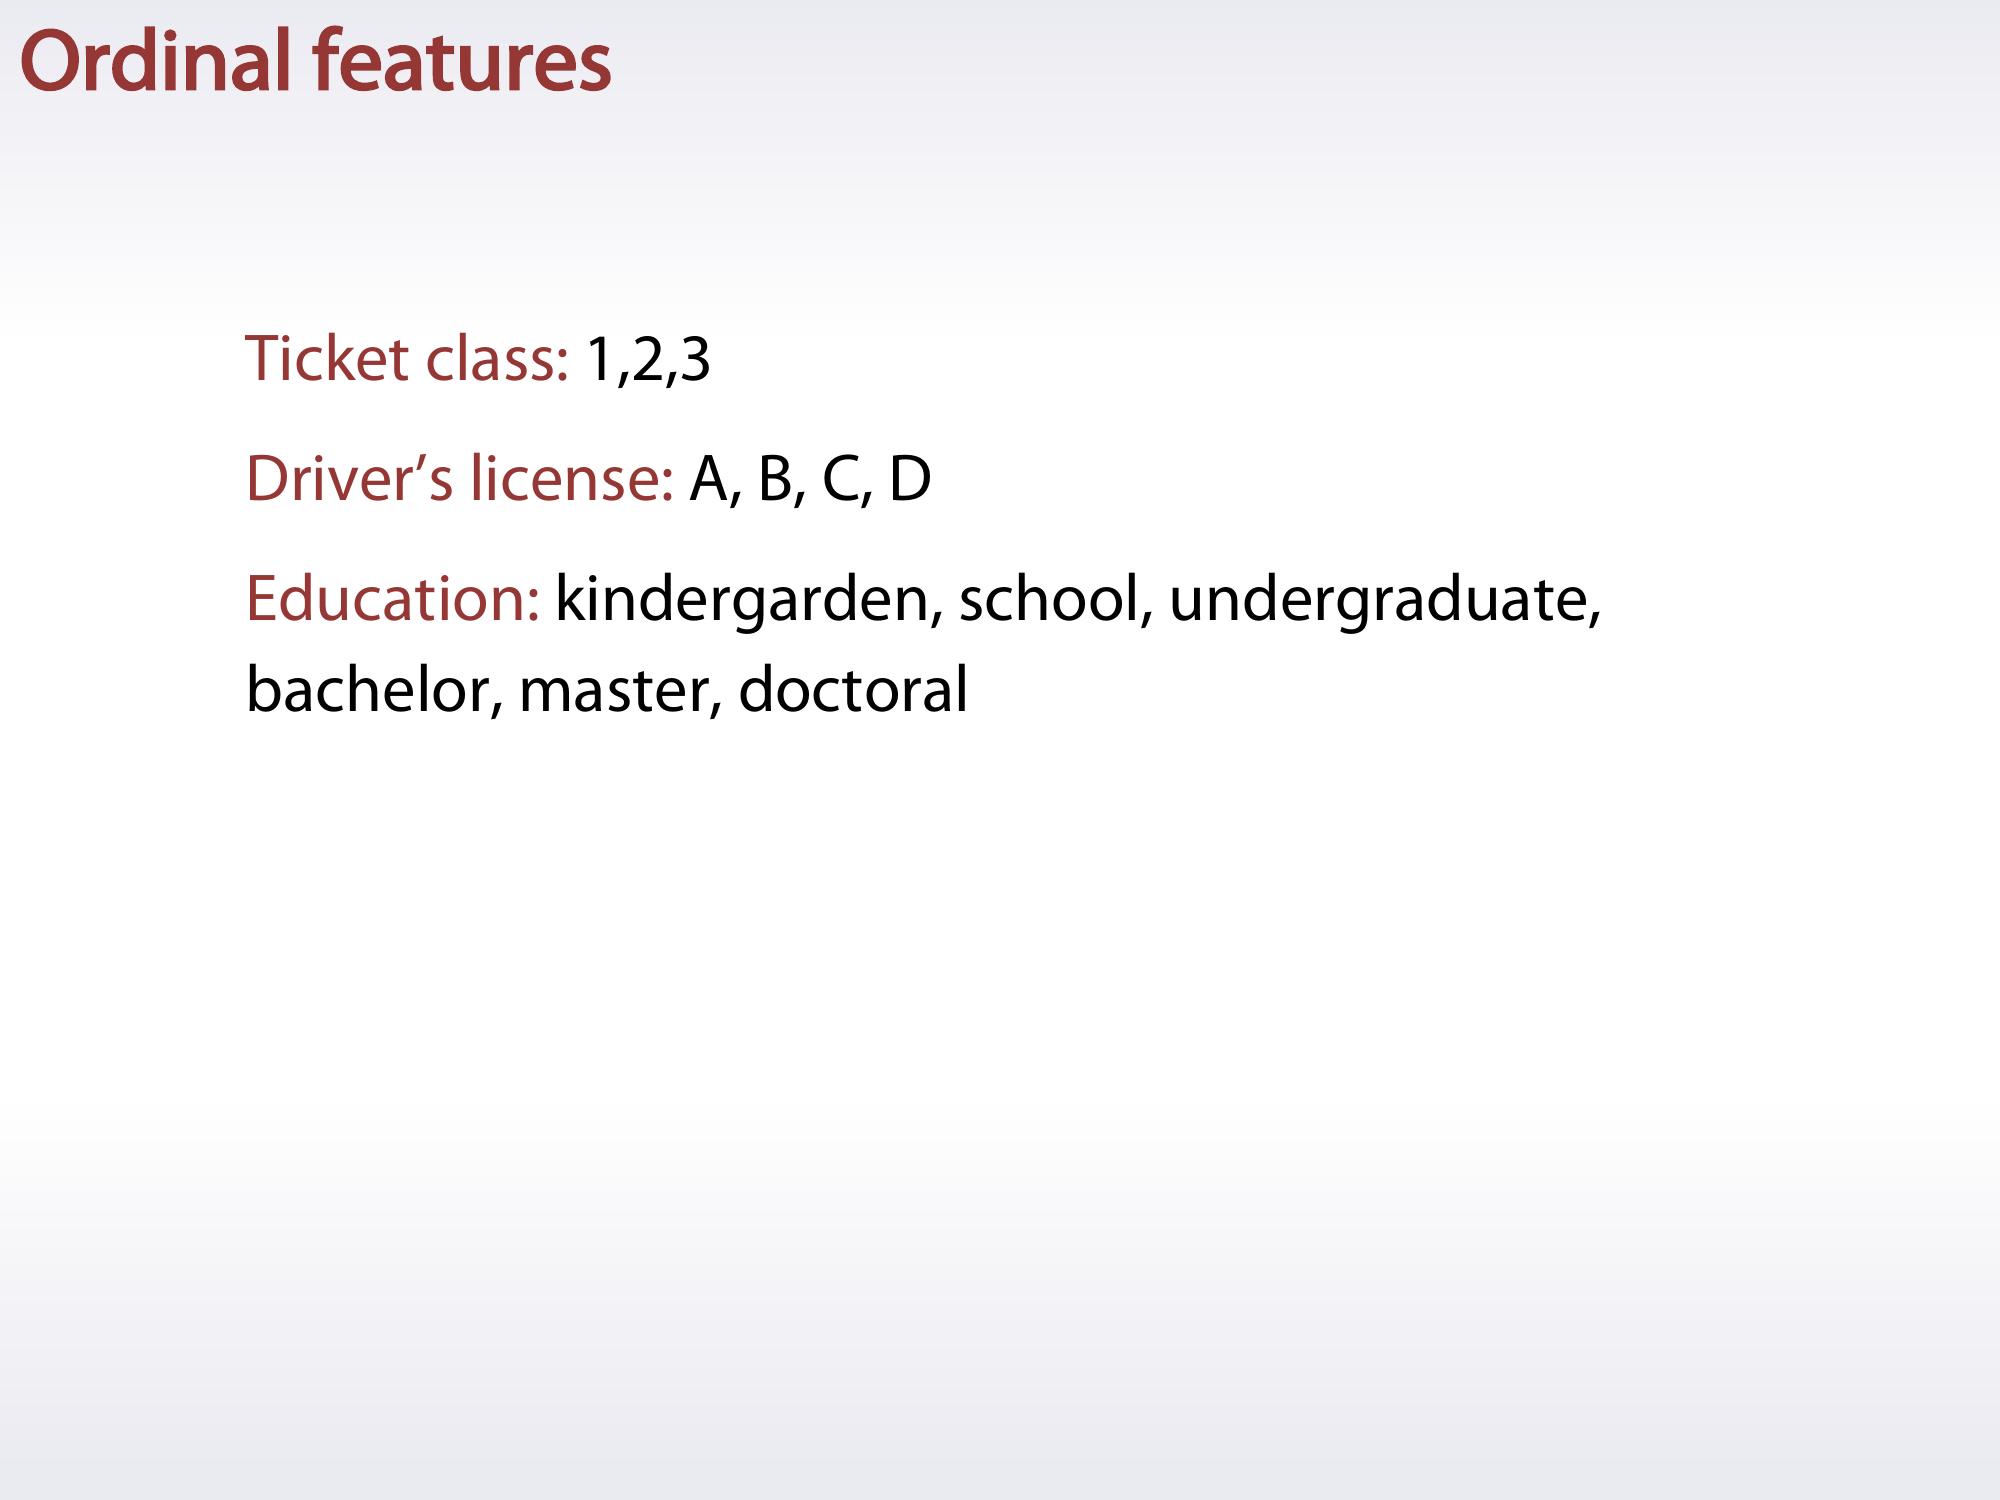 Ordinal features
Ticket class: 1,2,3
Driver’s license: A, B, C, D
Education: kindergarden, school, undergraduate,
bachelor, master, doctoral